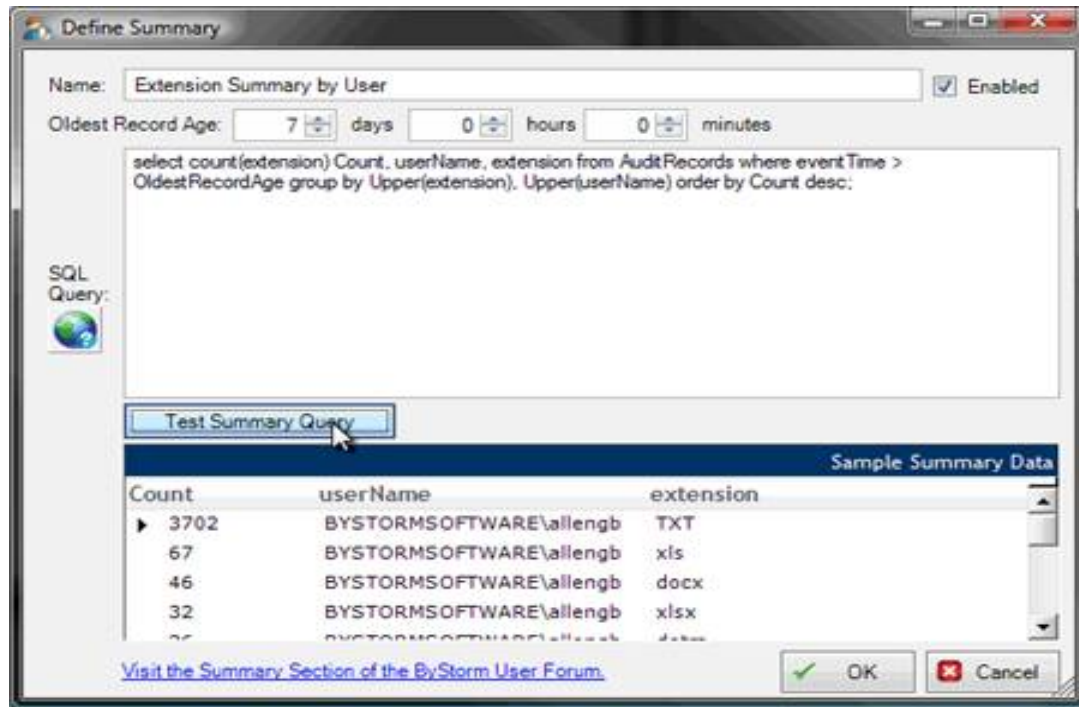 Define Summary
Name: Extension Summary by User Enabled
Oldest Record Age: 7 days 0 hours 0 minutes
select count(extension) Count, userName, extension from AuditRecords where eventTime >
OldestRecordAge group by Upper(extension), Upper(userName) order by Count desc;
SQL
Query:
Test Summary Query
Sample Summary Data
Count userName extension
3702 BYSTORMSOFTWARE\allengb TXT
67 BYSTORMSOFTWARE\allengb xls
46 BYSTORMSOFTWARE\allengb docx
32 BYSTORMSOFTWARE\allengb xlsx
Visit the Summary Section of the ByStorm User Forum.
OK Cancel